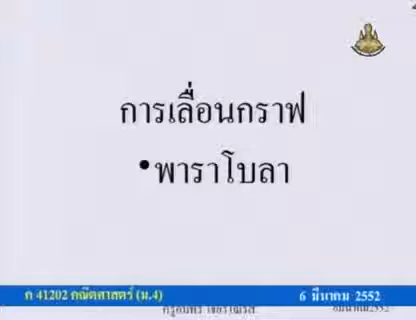 การเลื่อนกราฟ
•พาราโบลา
ค 41202 คณิตศาสตร์ (ม.4) 6 มีนาคม 2552